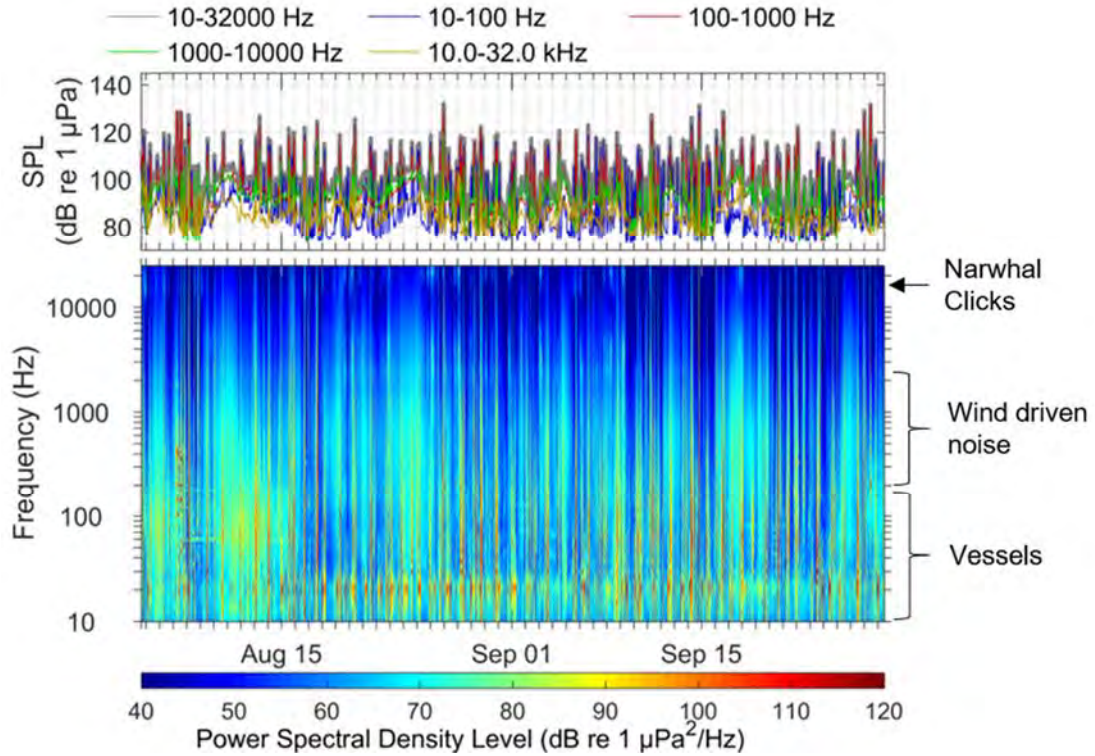 10-32000 Hz 10-100 Hz 100-1000 Hz
1000-10000 Hz 10.0-32.0 kHz
140
120
100
80
SPL
(dB re 1 µPa)
10000
1000
100
10
Frequency (Hz)
Narwhal
Clicks
Wind driven
noise
Vessels
Aug 15 Sep 01 Sep 15
40 50 60 70 80 90 100 110 120
Power Spectral Density Level (dB re 1 µPa²/Hz)